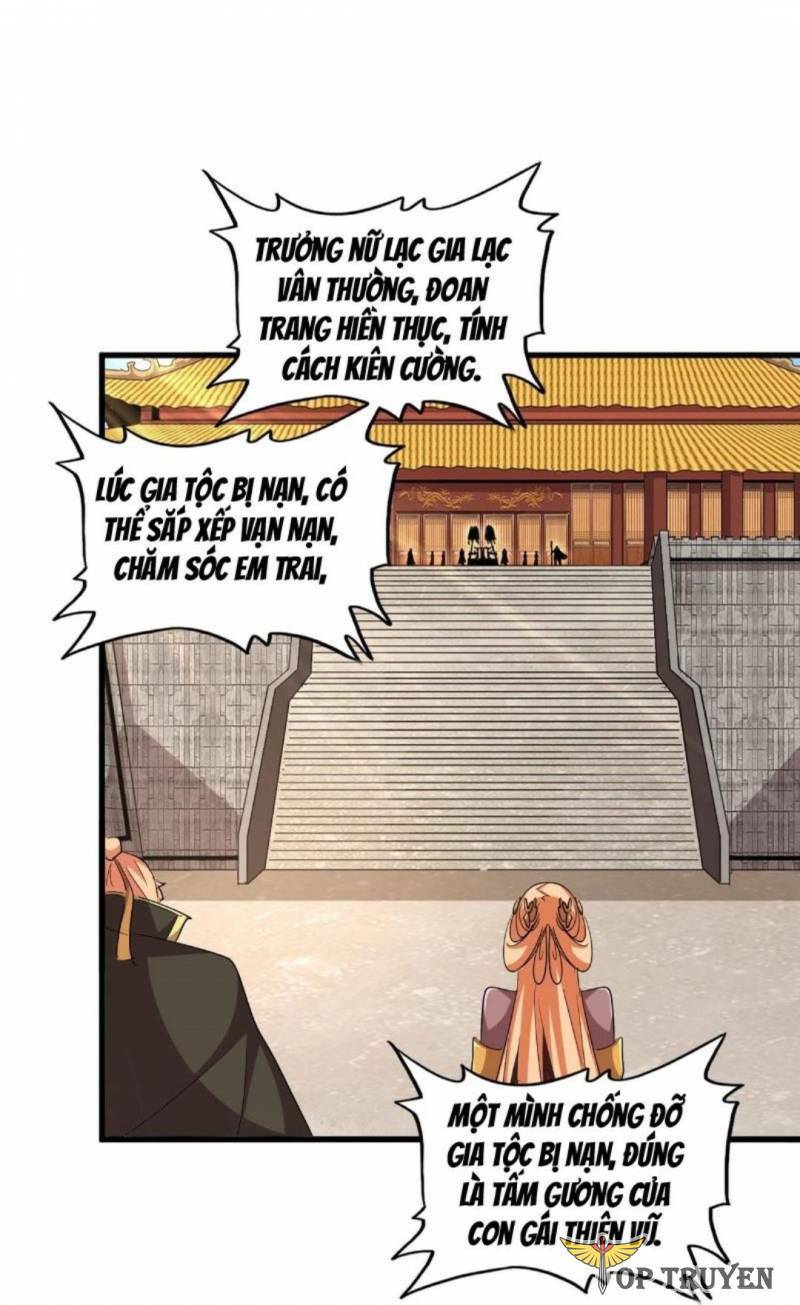 TRƯỞNG NỮ LẠC GIA LẠC
VÂN THƯỜNG, ĐOAN
TRANG HIỀN THỤC, TÍNH
CÁCH KIÊN CƯỜNG.
LÚC GIA TỘC BỊ NẠN, CÓ
THỂ SẮP XẾP VẠN NẠN,
CHĂM SÓC EM TRAI,
MỘT MÌNH CHỐNG ĐỠ
GIA TỘC BỊ NẠN, ĐÚNG
LÀ TẤM GƯƠNG CỦA
CON GÁI THIÊN VŨ.
TOP TRUYEN